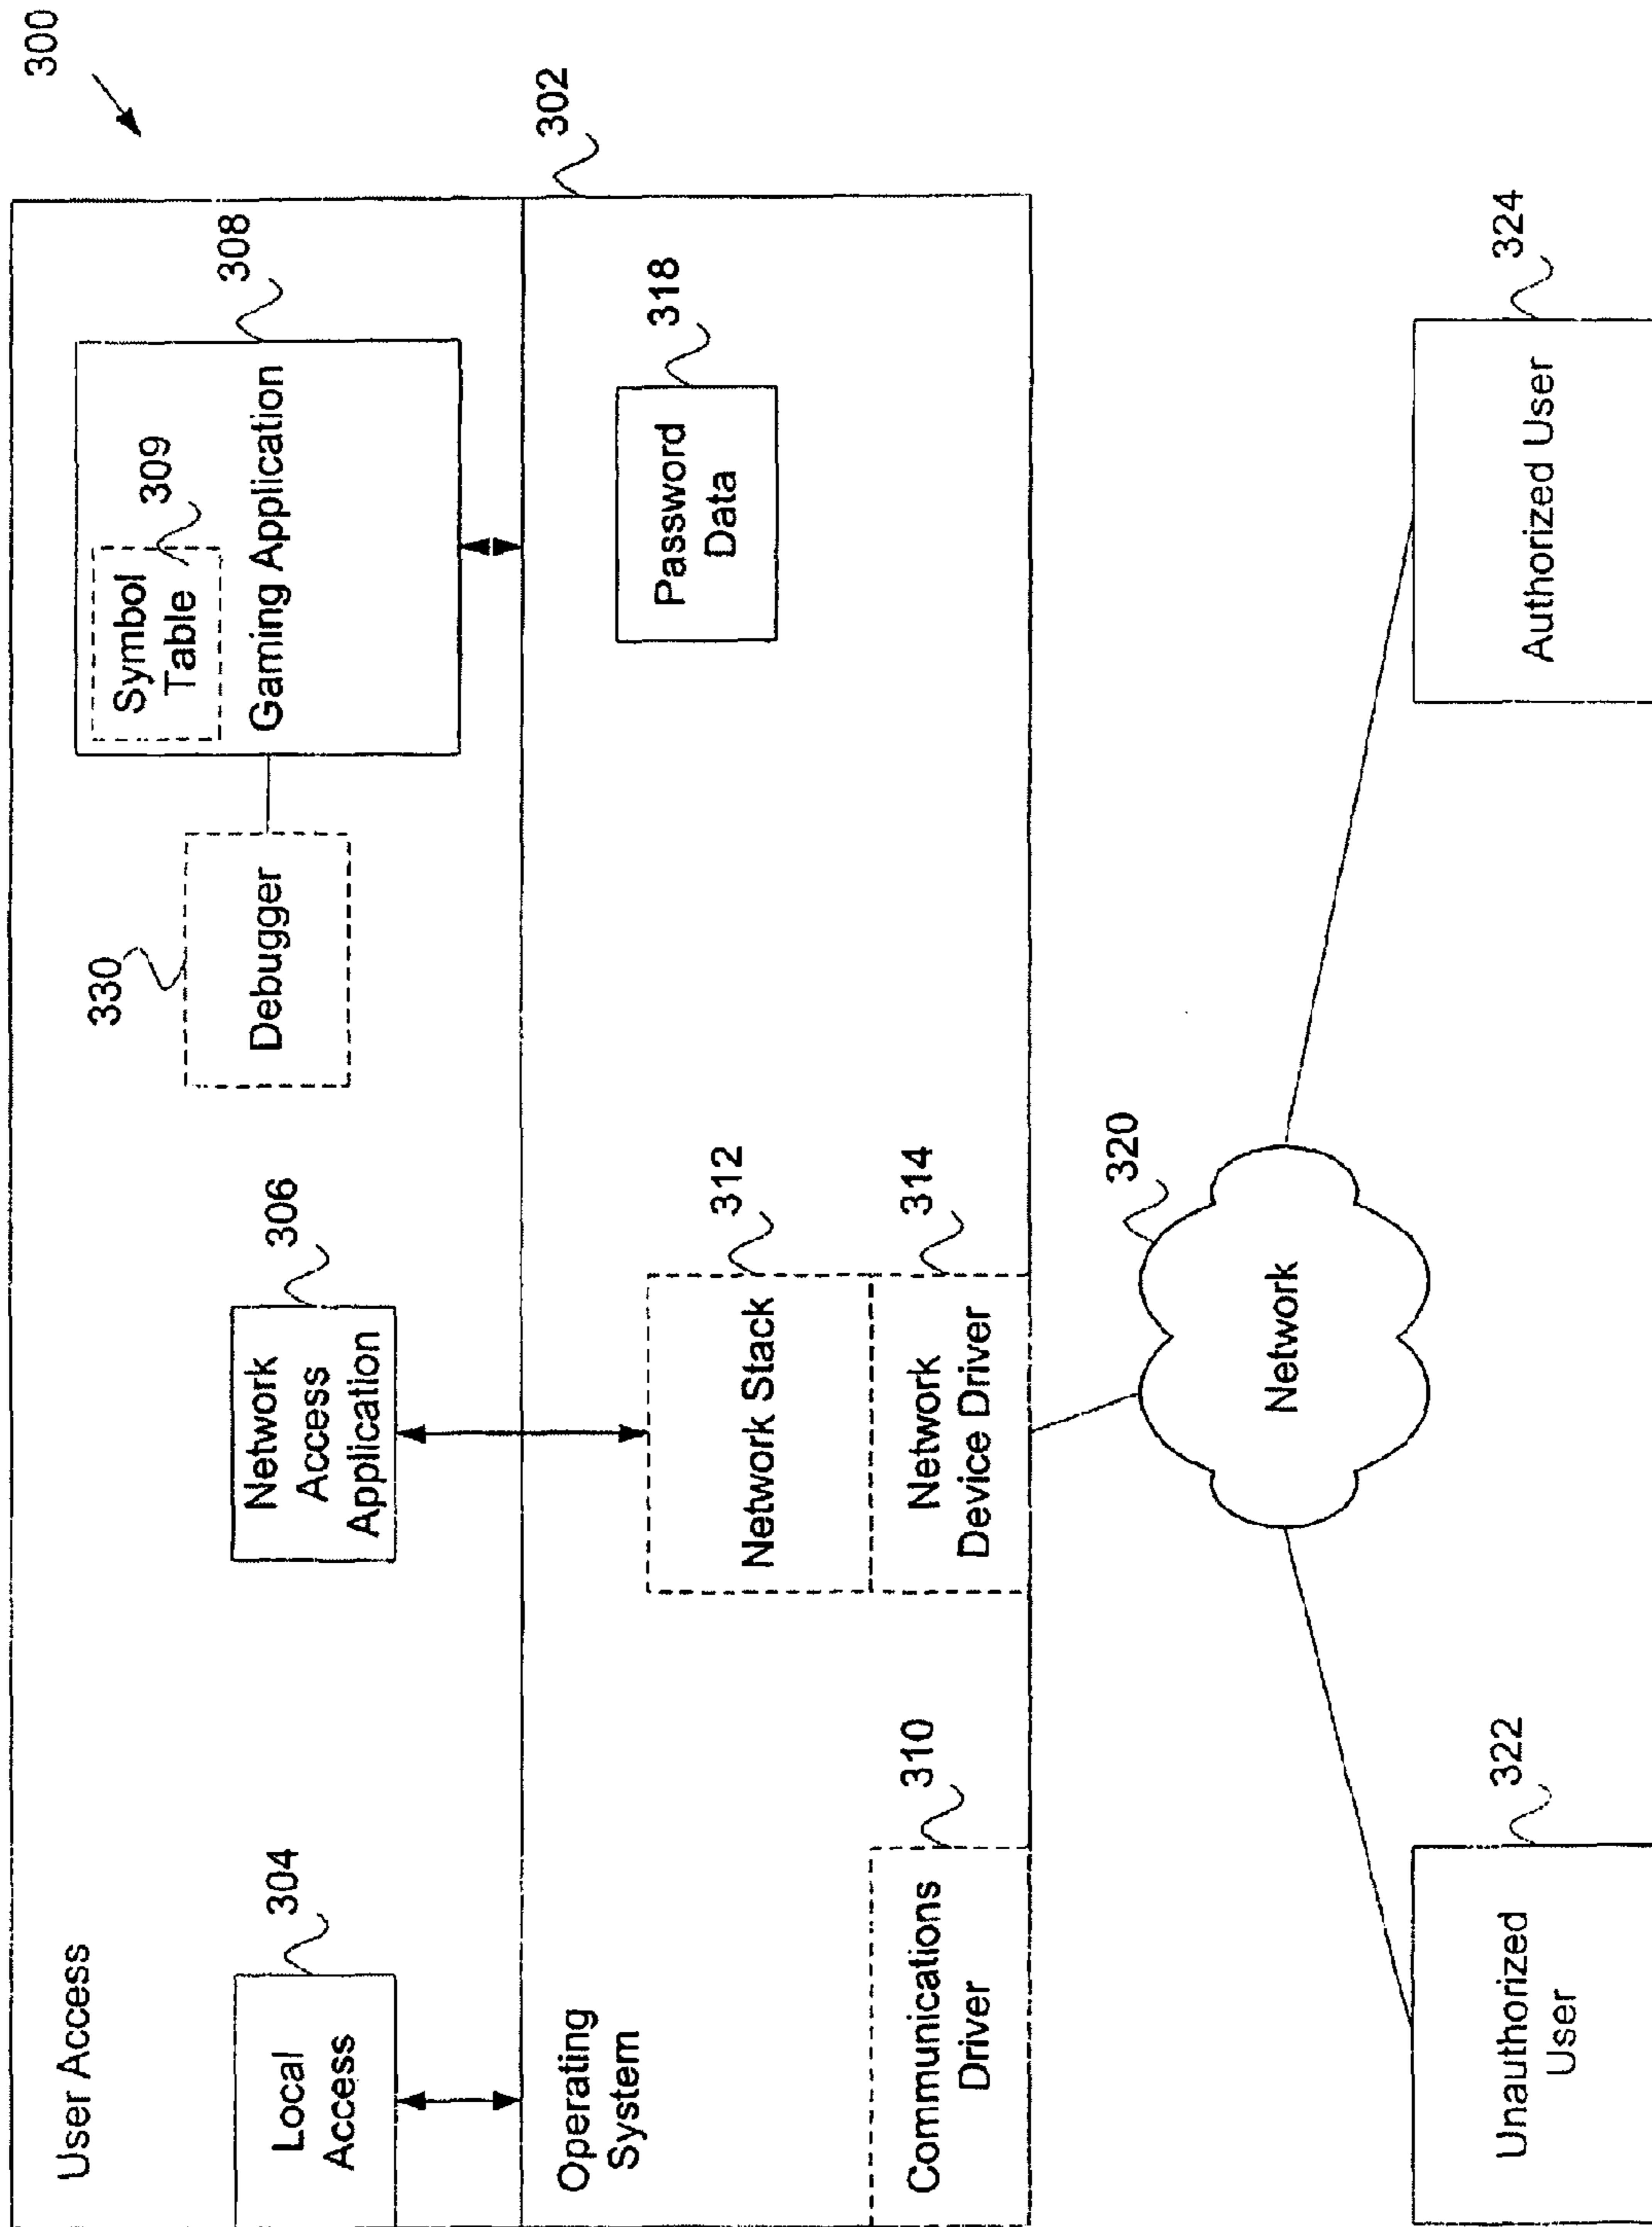 300
User Access
302
304
Local
Access
306
Network
Access
Application
330
Debugger
308
309
Symbol
Table
Gaming Application
Operating
System
310
Communications
Driver
312
Network Stack
314
Network
Device Driver
318
Password
Data
320
Network
322
Unauthorized
User
324
Authorized User